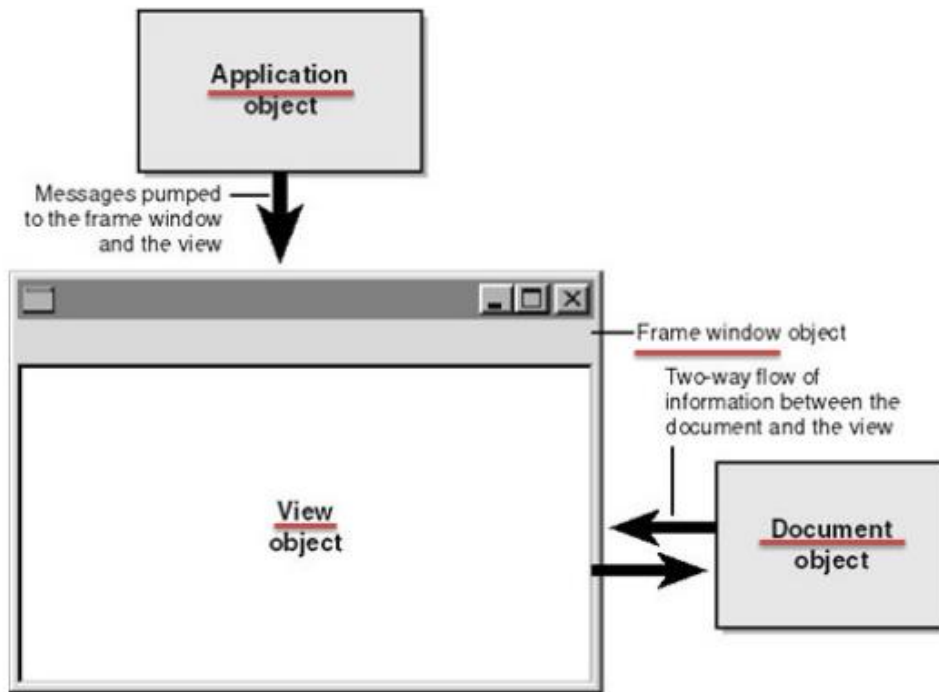 Application
object
Messages pumped
to the frame window
and the view
Frame window object
Two-way flow of
information between the
document and the view
View
object
Document
object